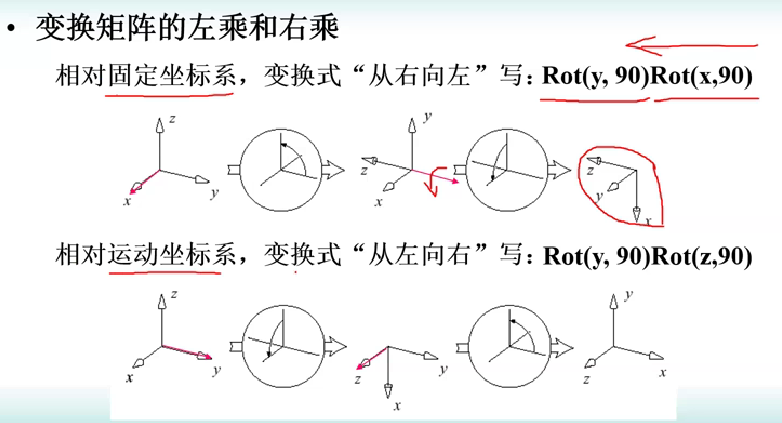 • 变换矩阵的左乘和右乘
相对固定坐标系，变换式“从右向左”写：Rot(y, 90)Rot(x,90)
z
x
y
y
z
x
z
y
x
相对运动坐标系，变换式“从左向右”写：Rot(y, 90)Rot(z,90)
z
x
y
z
y
x
y
z
x